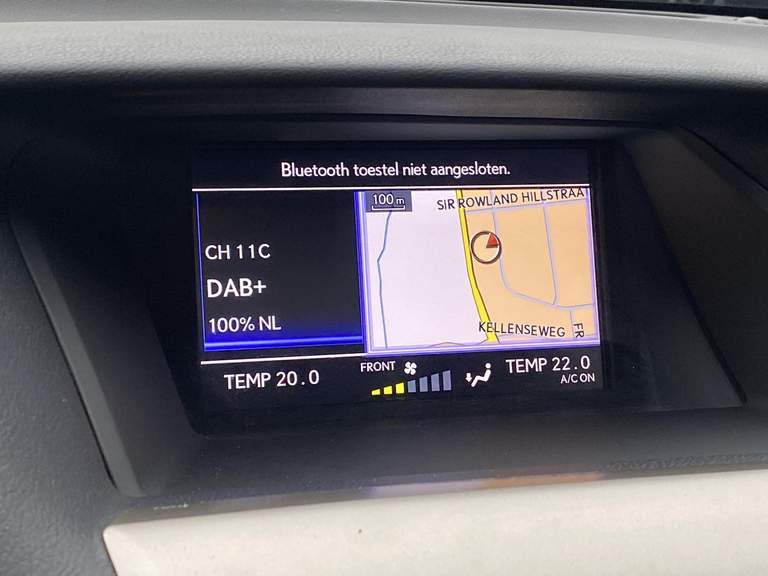 Bluetooth toestel niet aangesloten.
CH 11C
DAB+
100% NL
100 m
SIR ROWLAND HILLSTRAA
KELLENSEWEG
FR
TEMP 20.0
FRONT
TEMP 22.0
A/C ON